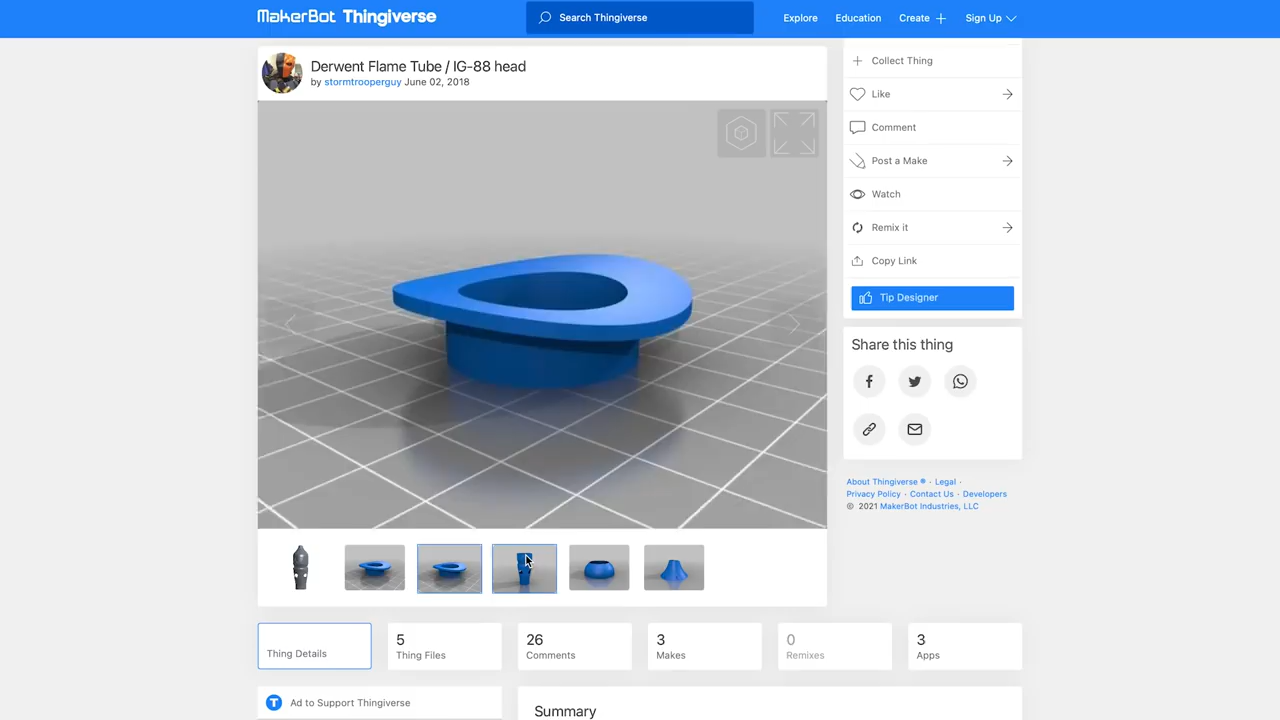 MakerBot Thingiverse
Search Thingiverse
Explore
Education
Create
Sign Up
Derwent Flame Tube / IG-88 head
by stormtrooperguy June 02, 2018
Collect Thing
Like
Comment
Post a Make
Watch
Remix it
Copy Link
Tip Designer
Share this thing
About Thingiverse ® · Legal ·
Privacy Policy · Contact Us · Developers
© 2021 MakerBot Industries, LLC
Thing Details
5
Thing Files
26
Comments
3
Makes
0
Remixes
3
Apps
T Ad to Support Thingiverse
Summary